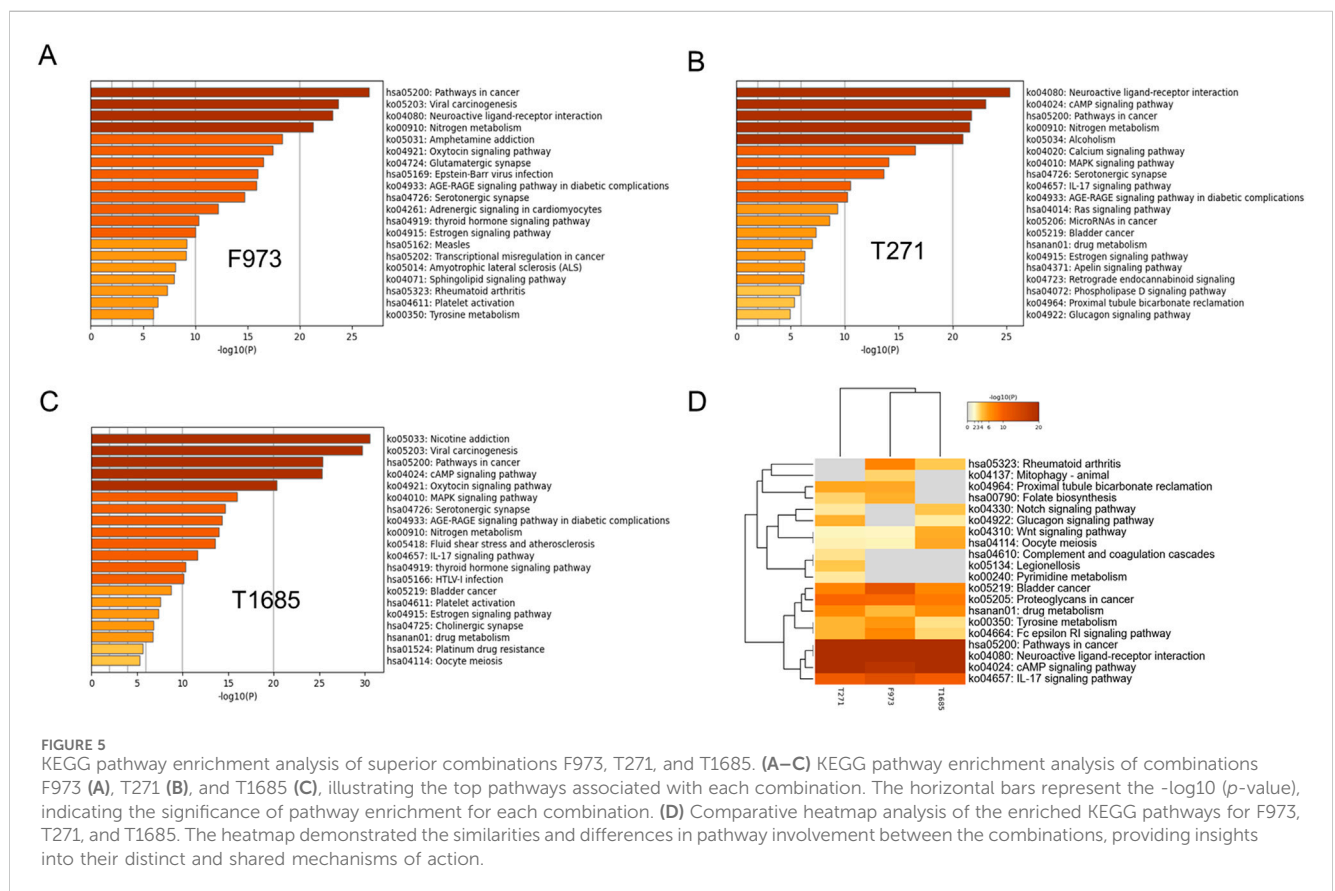 A
hsa05200: Pathways in cancer
ko05203: Viral carcinogenesis
ko04080: Neuroactive ligand-receptor interaction
ko00910: Nitrogen metabolism
ko05031: Amphetamine addiction
ko04921: Oxytocin signaling pathway
ko04724: Glutamatergic synapse
hsa05169: Epstein-Barr virus infection
ko04933: AGE-RAGE signaling pathway in diabetic complications
hsa04726: Serotonergic synapse
ko04261: Adrenergic signaling in cardiomyocytes
hsa04919: thyroid hormone signaling pathway
ko04915: Estrogen signaling pathway
hsa05162: Measles
hsa05202: Transcriptional misregulation in cancer
ko05014: Amyotrophic lateral sclerosis (ALS)
ko04071: Sphingolipid signaling pathway
hsa05323: Rheumatoid arthritis
hsa04611: Platelet activation
ko00350: Tyrosine metabolism
F973
0 5 10 15 20 25
-log10(P)
B
ko04080: Neuroactive ligand-receptor interaction
ko04024: cAMP signaling pathway
hsa05200: Pathways in cancer
ko00910: Nitrogen metabolism
ko05034: Alcoholism
ko04020: Calcium signaling pathway
ko04010: MAPK signaling pathway
hsa04726: Serotonergic synapse
ko04657: IL-17 signaling pathway
ko04933: AGE-RAGE signaling pathway in diabetic complications
hsa04014: Ras signaling pathway
ko05206: MicroRNAs in cancer
ko05219: Bladder cancer
hsanan01: drug metabolism
ko04915: Estrogen signaling pathway
hsa04371: Apelin signaling pathway
ko04723: Retrograde endocannabinoid signaling
hsa04072: Phospholipase D signaling pathway
ko04964: Proximal tubule bicarbonate reclamation
ko04922: Glucagon signaling pathway
T271
0 5 10 15 20 25
-log10(P)
C
ko05033: Nicotine addiction
ko05203: Viral carcinogenesis
hsa05200: Pathways in cancer
ko04024: cAMP signaling pathway
ko04921: Oxytocin signaling pathway
ko04010: MAPK signaling pathway
hsa04726: Serotonergic synapse
ko04933: AGE-RAGE signaling pathway in diabetic complications
ko00910: Nitrogen metabolism
ko05418: Fluid shear stress and atherosclerosis
ko04657: IL-17 signaling pathway
hsa04919: thyroid hormone signaling pathway
hsa05166: HTLV-I infection
ko05219: Bladder cancer
hsa04611: Platelet activation
ko04915: Estrogen signaling pathway
hsa04725: Cholinergic synapse
hsanan01: drug metabolism
hsa01524: Platinum drug resistance
hsa04114: Oocyte meiosis
T1685
0 5 10 15 20 25 30
-log10(P)
D
-log10(P)
0 234 6 10 20
hsa05323: Rheumatoid arthritis
ko04137: Mitophagy - animal
ko04964: Proximal tubule bicarbonate reclamation
hsa00790: Folate biosynthesis
ko04330: Notch signaling pathway
ko04922: Glucagon signaling pathway
ko04310: Wnt signaling pathway
hsa04114: Oocyte meiosis
hsa04610: Complement and coagulation cascades
ko05134: Legionellosis
ko00240: Pyrimidine metabolism
ko05219: Bladder cancer
ko05205: Proteoglycans in cancer
hsanan01: drug metabolism
ko00350: Tyrosine metabolism
ko04664: Fc epsilon RI signaling pathway
hsa05200: Pathways in cancer
ko04080: Neuroactive ligand-receptor interaction
ko04024: cAMP signaling pathway
ko04657: IL-17 signaling pathway
T271 F973 T1685
FIGURE 5
KEGG pathway enrichment analysis of superior combinations F973, T271, and T1685. (A–C) KEGG pathway enrichment analysis of combinations
F973 (A), T271 (B), and T1685 (C), illustrating the top pathways associated with each combination. The horizontal bars represent the -log10 (p-value),
indicating the significance of pathway enrichment for each combination. (D) Comparative heatmap analysis of the enriched KEGG pathways for F973,
T271, and T1685. The heatmap demonstrated the similarities and differences in pathway involvement between the combinations, providing insights
into their distinct and shared mechanisms of action.